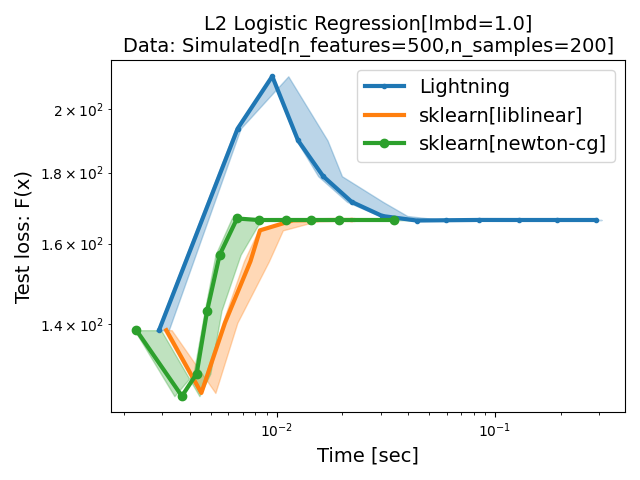 L2 Logistic Regression[lmbd=1.0]
Data: Simulated[n_features=500,n_samples=200]
Lightning
sklearn[liblinear]
sklearn[newton-cg]
Test loss: F(x)
2 × 10²
1.8 × 10²
1.6 × 10²
1.4 × 10²
10⁻²
10⁻¹
Time [sec]